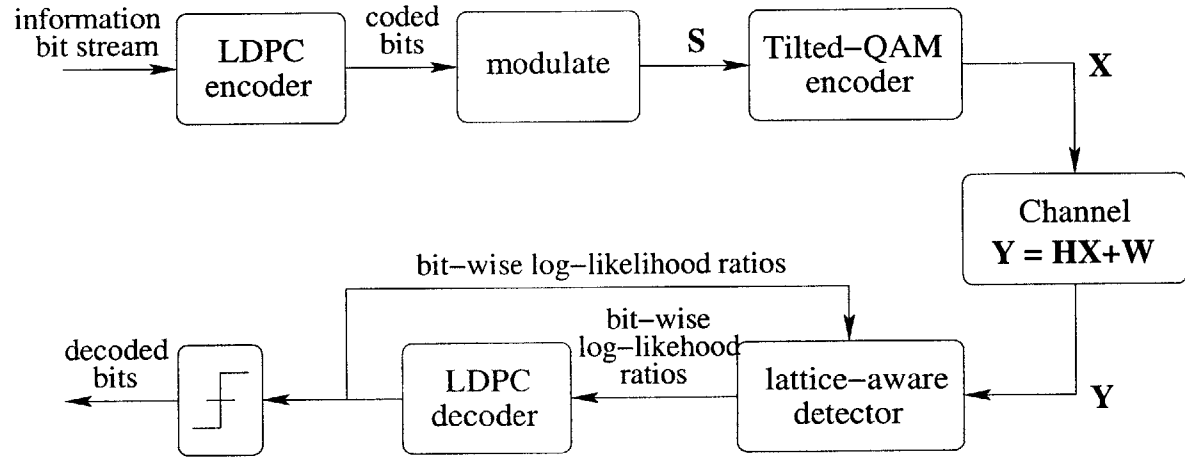 information
bit stream
LDPC
encoder
coded
bits
modulate
S
Tilted–QAM
encoder
X
Channel
Y = HX+W
bit–wise log–likelihood ratios
decoded
bits
LDPC
decoder
bit–wise
log–likehood
ratios
lattice–aware
detector
Y